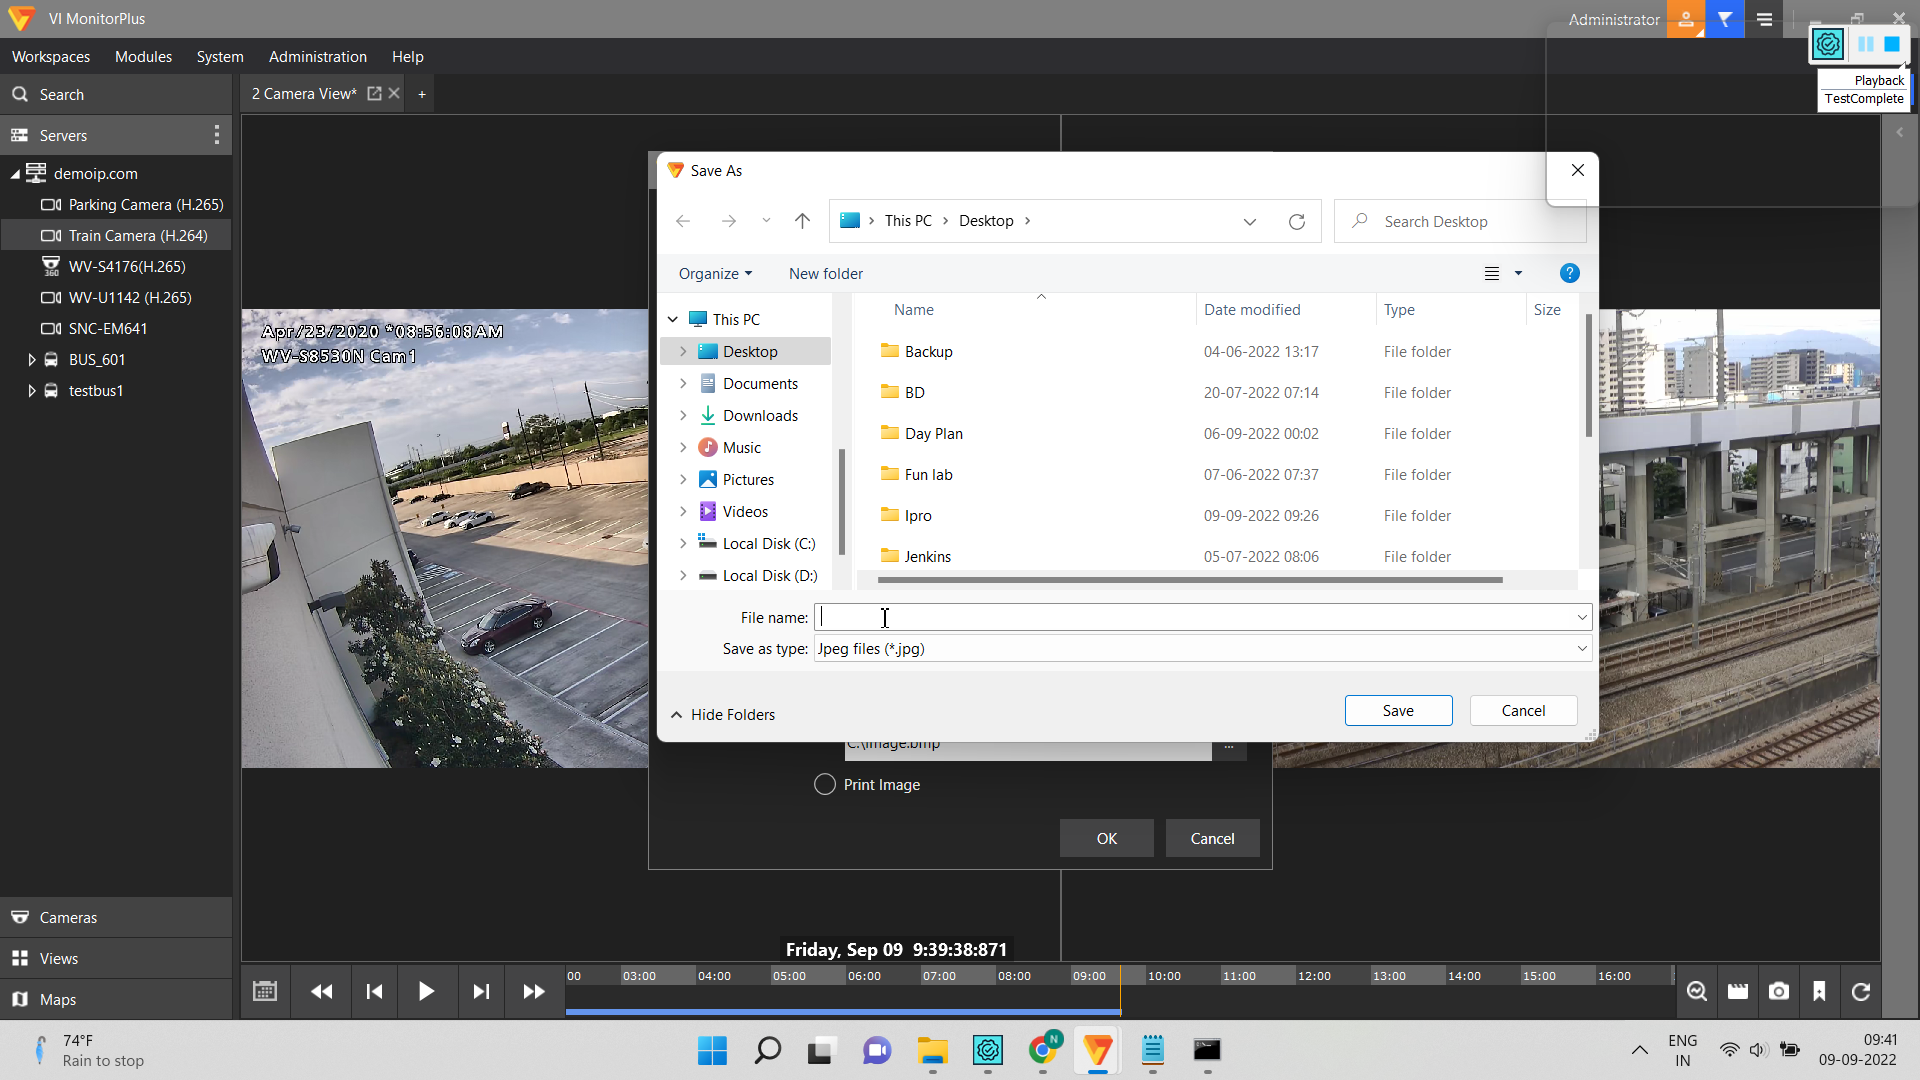 VI MonitorPlus
Administrator
Workspaces Modules System Administration Help
Playback
TestComplete
Search
2 Camera View* +
Servers
demoip.com
Parking Camera (H.265)
Train Camera (H.264)
360 WV-S4176(H.265)
WV-U1142 (H.265)
SNC-EM641
BUS_601
testbus1
Apr/23/2020 *08:56:08AM
WV-S8530N Cam1
Save As
This PC > Desktop >
Search Desktop
Organize New folder ?
This PC
Desktop
Documents
Downloads
Music
Pictures
Videos
Local Disk (C:)
Local Disk (D:)
Name Date modified Type Size
Backup 04-06-2022 13:17 File folder
BD 20-07-2022 07:14 File folder
Day Plan 06-09-2022 00:02 File folder
Fun lab 07-06-2022 07:37 File folder
Ipro 09-09-2022 09:26 File folder
Jenkins 05-07-2022 08:06 File folder
File name:
Save as type: Jpeg files (*.jpg)
Hide Folders
Save Cancel
C:\Image.bmp ...
Print Image
OK Cancel
Cameras
Views
Maps
Friday, Sep 09 9:39:38:871
00 03:00 04:00 05:00 06:00 07:00 08:00 09:00 10:00 11:00 12:00 13:00 14:00 15:00 16:00
74°F
Rain to stop
N
ENG
IN
09:41
09-09-2022